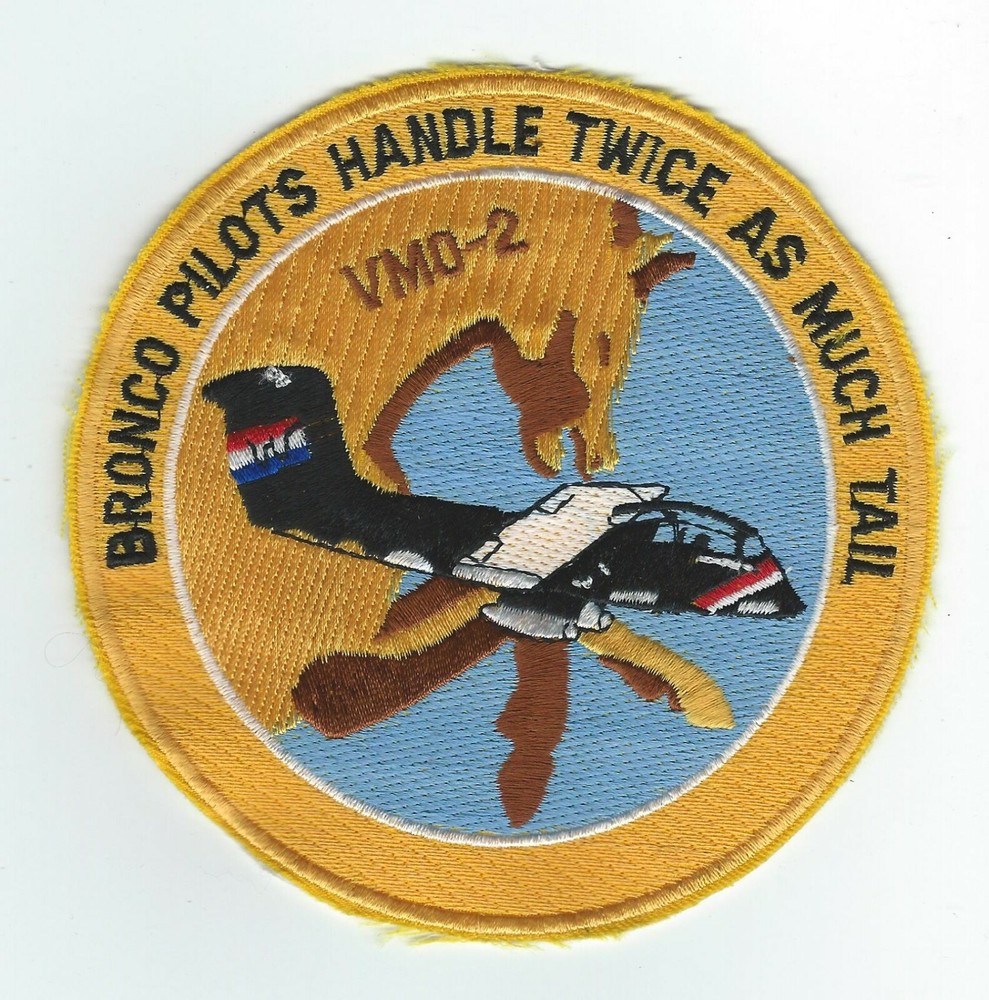 BRONCO PILOTS HANDLE TWICE AS MUCH TAIL
VMO-2